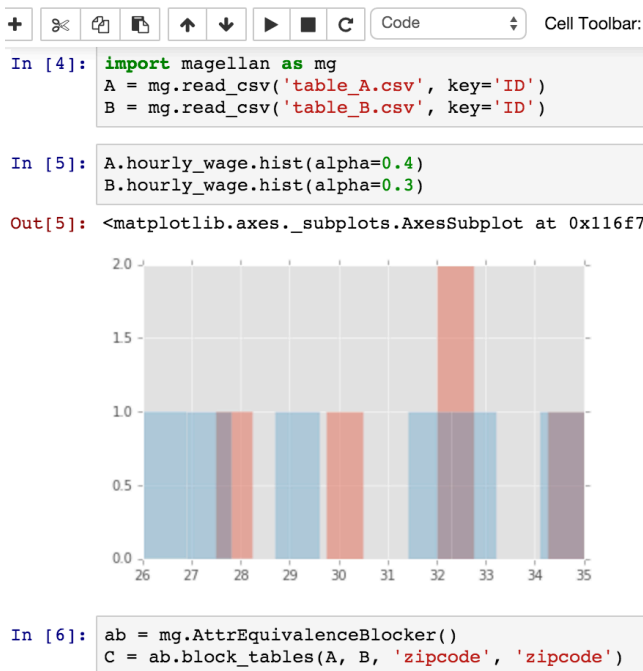 Code
Cell Toolbar:
In [4]: import magellan as mg
A = mg.read_csv('table_A.csv', key='ID')
B = mg.read_csv('table_B.csv', key='ID')
In [5]: A.hourly_wage.hist(alpha=0.4)
B.hourly_wage.hist(alpha=0.3)
Out[5]: <matplotlib.axes._subplots.AxesSubplot at 0x116f7
2.0
1.5
1.0
0.5
0.0
26 27 28 29 30 31 32 33 34 35
In [6]: ab = mg.AttrEquivalenceBlocker()
C = ab.block_tables(A, B, 'zipcode', 'zipcode')